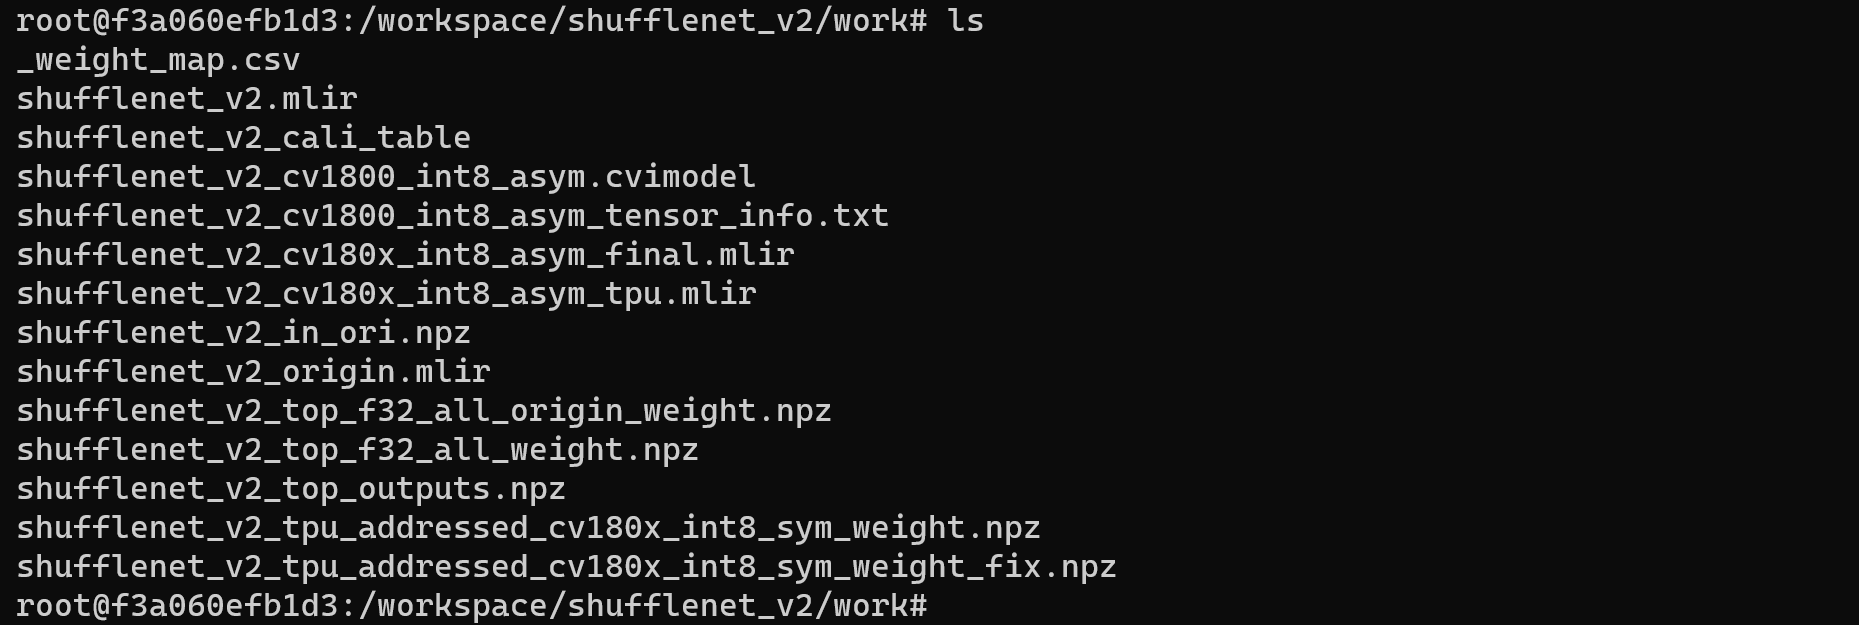 root@f3a060efb1d3:/workspace/shufflenet_v2/work# ls
_weight_map.csv
shufflenet_v2.mlir
shufflenet_v2_cali_table
shufflenet_v2_cv1800_int8_asym.cvimodel
shufflenet_v2_cv1800_int8_asym_tensor_info.txt
shufflenet_v2_cv180x_int8_asym_final.mlir
shufflenet_v2_cv180x_int8_asym_tpu.mlir
shufflenet_v2_in_ori.npz
shufflenet_v2_origin.mlir
shufflenet_v2_top_f32_all_origin_weight.npz
shufflenet_v2_top_f32_all_weight.npz
shufflenet_v2_top_outputs.npz
shufflenet_v2_tpu_addressed_cv180x_int8_sym_weight.npz
shufflenet_v2_tpu_addressed_cv180x_int8_sym_weight_fix.npz
root@f3a060efb1d3:/workspace/shufflenet_v2/work#